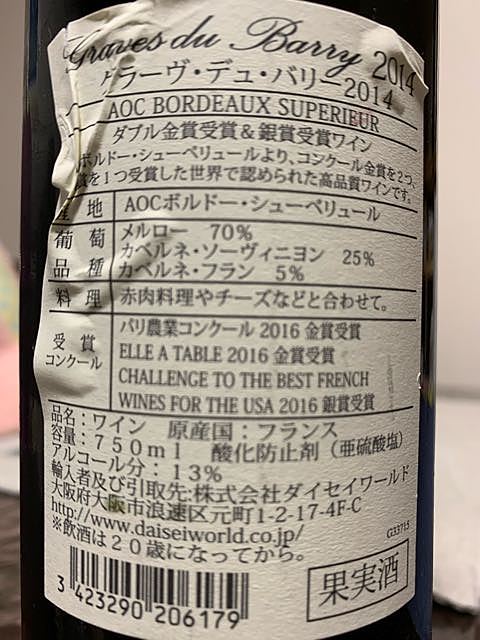 Graves du Barry 2014
グラーヴ・デュ・バリー2014
AOC BORDEAUX SUPERIEUR
ダブル金賞受賞＆銀賞受賞ワイン
ボルドー・シューペリュールより、コンクール金賞を2つ、
賞を1つ受賞した世界で認められた高品質ワインです。
産 地 AOCボルドー・シューペリュール
葡萄品種 メルロー 70%
カベルネ・ソーヴィニヨン 25%
カベルネ・フラン 5%
料 理 赤肉料理やチーズなどと合わせて。
受 賞 コンクール パリ農業コンクール 2016 金賞受賞
ELLE A TABLE 2016 金賞受賞
CHALLENGE TO THE BEST FRENCH
WINES FOR THE USA 2016 銀賞受賞
品名：ワイン 原産国：フランス
容量：750ml 酸化防止剤（亜硫酸塩）
アルコール分：13%
輸入者及び引取先:株式会社ダイセイワールド
大阪府大阪市浪速区元町1-2-17-4F-C
http://www.daiseiworld.co.jp/
G33715
※飲酒は20歳になってから。
3 423290 206179
果実酒